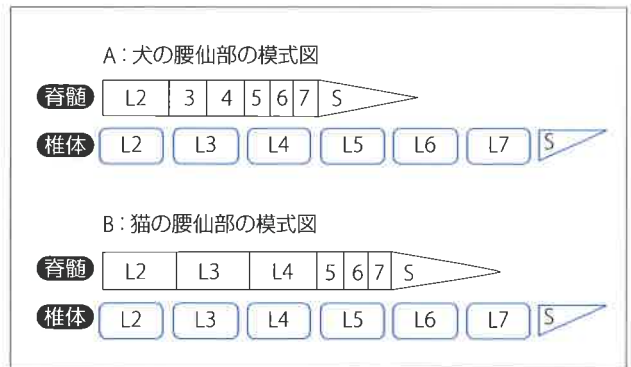 A：犬の腰仙部の模式図
脊髄 L2 3 4 5 6 7 S
椎体 L2 L3 L4 L5 L6 L7 S
B：猫の腰仙部の模式図
脊髄 L2 L3 L4 5 6 7 S
椎体 L2 L3 L4 L5 L6 L7 S